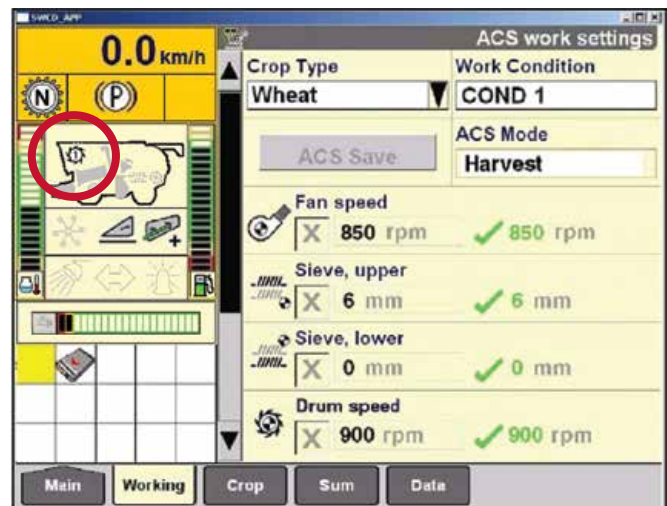 SWCD_APP
0.0 km/h
ACS work settings
N
(P)
Crop Type
Work Condition
Wheat
COND 1
ACS Save
ACS Mode
Harvest
1
Fan speed
X 850 rpm
850 rpm
Sieve, upper
X 6 mm
6 mm
Sieve, lower
X 0 mm
0 mm
Drum speed
X 900 rpm
900 rpm
Main
Working
Crop
Sum
Data